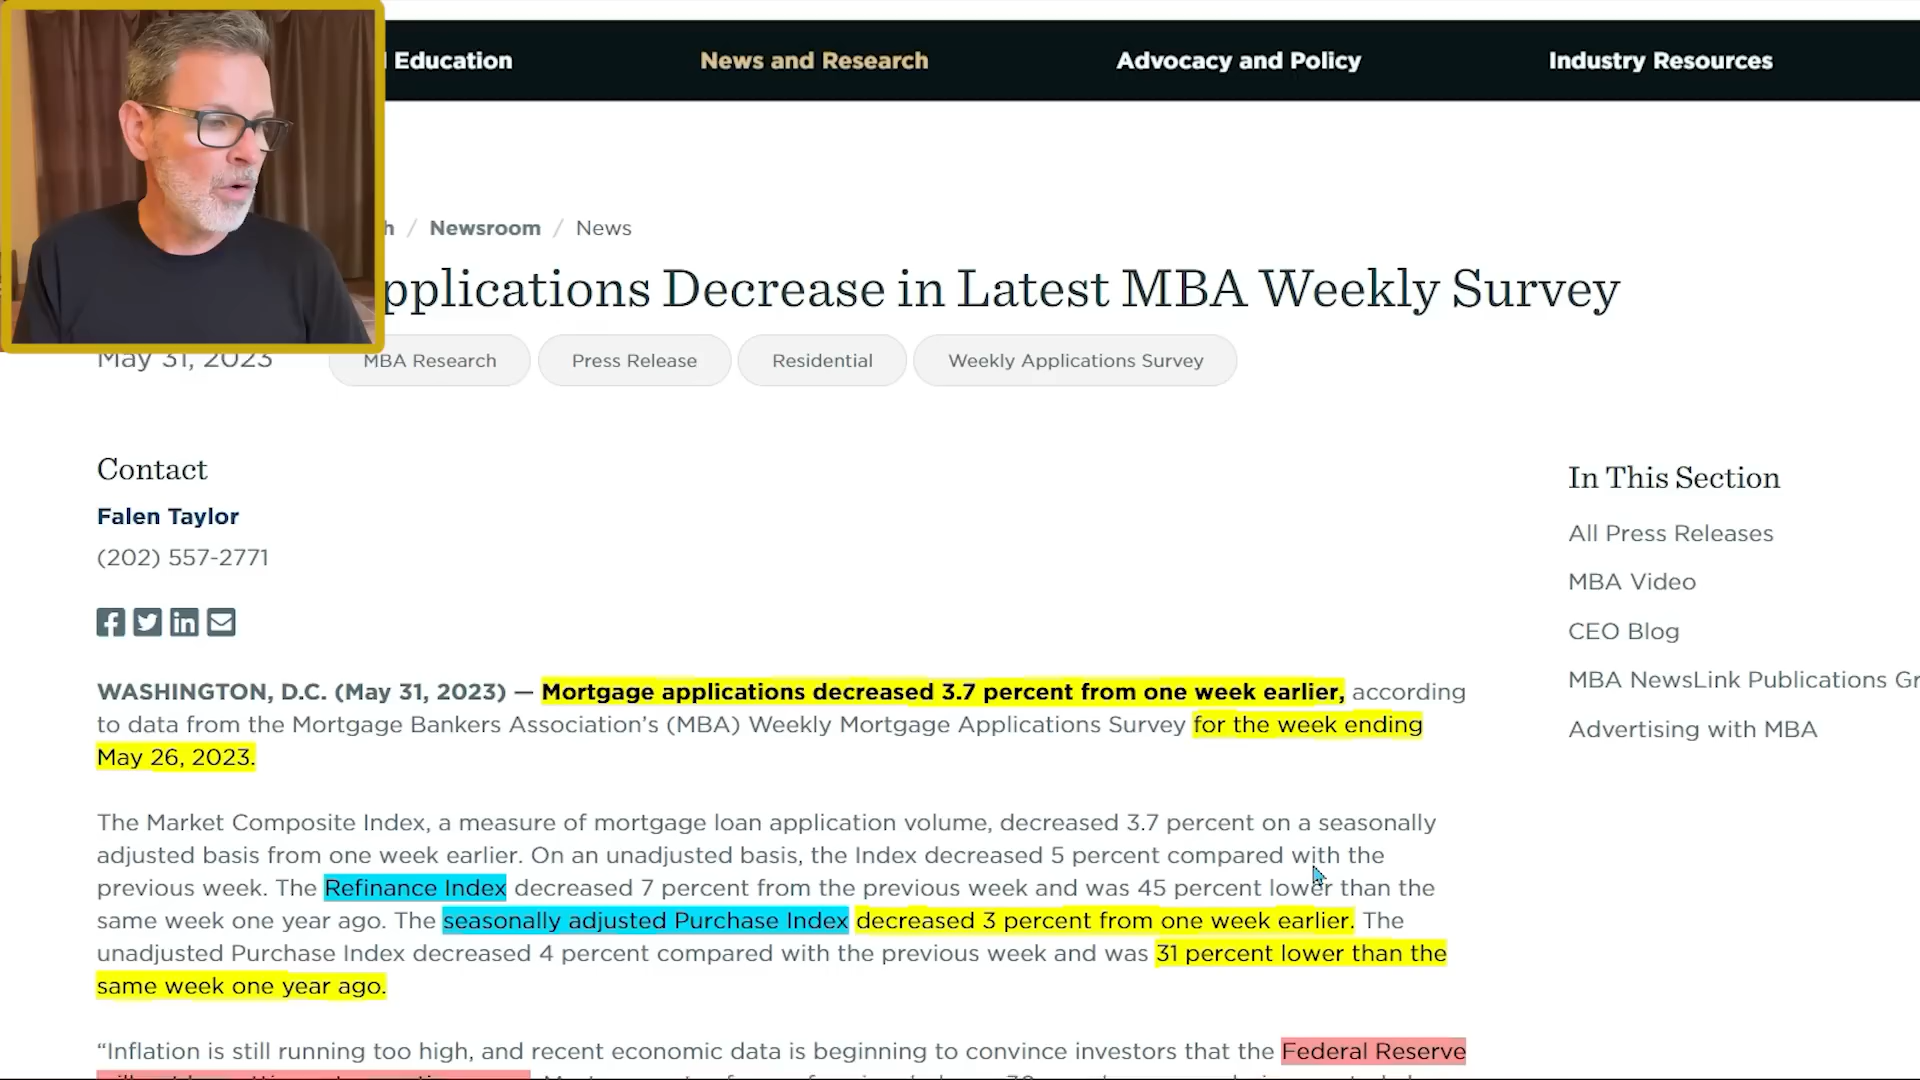 Education
News and Research
Advocacy and Policy
Industry Resources
h / Newsroom / News
pplications Decrease in Latest MBA Weekly Survey
May 31, 2023
MBA Research
Press Release
Residential
Weekly Applications Survey
Contact
Falen Taylor
(202) 557-2771
In This Section
All Press Releases
MBA Video
CEO Blog
MBA NewsLink Publications Gr
Advertising with MBA
WASHINGTON, D.C. (May 31, 2023) — Mortgage applications decreased 3.7 percent from one week earlier, according
to data from the Mortgage Bankers Association’s (MBA) Weekly Mortgage Applications Survey for the week ending
May 26, 2023.
The Market Composite Index, a measure of mortgage loan application volume, decreased 3.7 percent on a seasonally
adjusted basis from one week earlier. On an unadjusted basis, the Index decreased 5 percent compared with the
previous week. The Refinance Index decreased 7 percent from the previous week and was 45 percent lower than the
same week one year ago. The seasonally adjusted Purchase Index decreased 3 percent from one week earlier. The
unadjusted Purchase Index decreased 4 percent compared with the previous week and was 31 percent lower than the
same week one year ago.
“Inflation is still running too high, and recent economic data is beginning to convince investors that the Federal Reserve